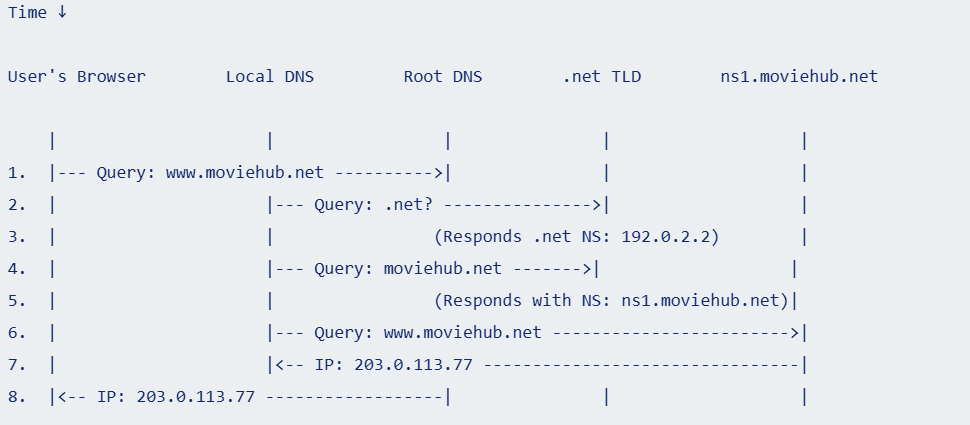 Time ↓
User's Browser        Local DNS         Root DNS        .net TLD        ns1.moviehub.net
    |                     |                 |               |                   |
1.  |--- Query: www.moviehub.net ---------->|               |                   |
2.  |                     |--- Query: .net? --------------->|                   |
3.  |                     |                (Responds .net NS: 192.0.2.2)        |
4.  |                     |--- Query: moviehub.net ------->|                   |
5.  |                     |                (Responds with NS: ns1.moviehub.net)|
6.  |                     |--- Query: www.moviehub.net ------------------------>|
7.  |                     |<-- IP: 203.0.113.77 --------------------------------|
8.  |<-- IP: 203.0.113.77 ------------------|               |                   |